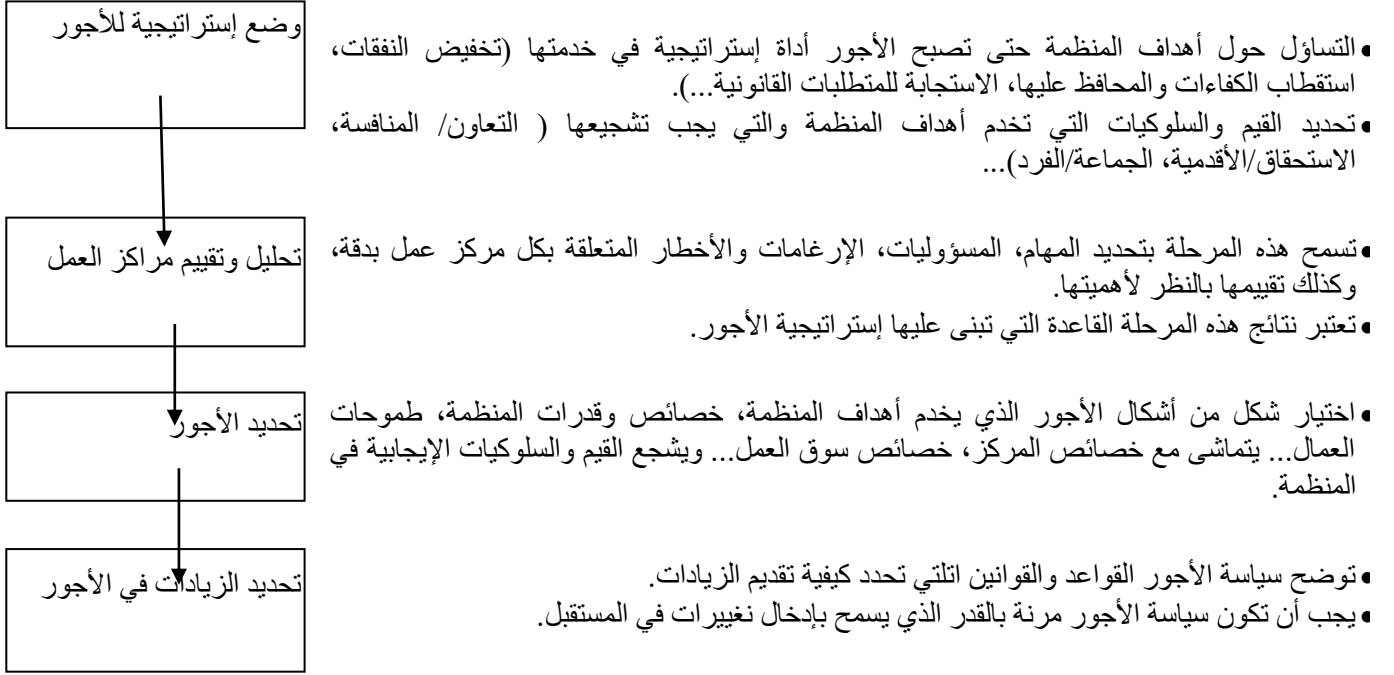 وضع إستراتيجية للأجور
• التساؤل حول أهداف المنظمة حتى تصبح الأجور أداة إستراتيجية في خدمتها (تخفيض النفقات،
استقطاب الكفاءات والمحافظ عليها، الاستجابة للمتطلبات القانونية...).
• تحديد القيم والسلوكيات التي تخدم أهداف المنظمة والتي يجب تشجيعها ( التعاون/ المنافسة،
الاستحقاق/الأقدمية، الجماعة/الفرد)...
تحليل وتقييم مراكز العمل
• تسمح هذه المرحلة بتحديد المهام، المسؤوليات، الإرغامات والأخطار المتعلقة بكل مركز عمل بدقة،
وكذلك تقييمها بالنظر لأهميتها.
• تعتبر نتائج هذه المرحلة القاعدة التي تبنى عليها إستراتيجية الأجور.
تحديد الأجور
• اختيار شكل من أشكال الأجور الذي يخدم أهداف المنظمة، خصائص وقدرات المنظمة، طموحات
العمال... يتماشى مع خصائص المركز، خصائص سوق العمل... ويشجع القيم والسلوكيات الإيجابية في
المنظمة.
تحديد الزيادات في الأجور
• توضح سياسة الأجور القواعد والقوانين اتلتي تحدد كيفية تقديم الزيادات.
• يجب أن تكون سياسة الأجور مرنة بالقدر الذي يسمح بإدخال نغييرات في المستقبل.